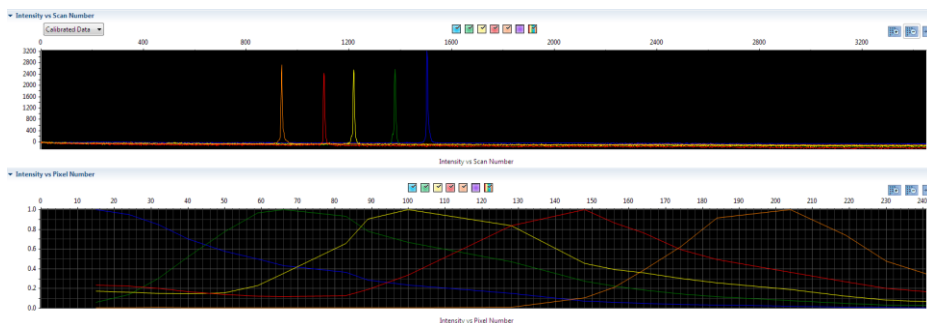 Intensity vs Scan Number
Calibrated Data
0 400 800 1200 1600 2000 2400 2800 3200
3200
2800
2400
2000
1600
1200
800
400
0
Intensity vs Scan Number
Intensity vs Pixel Number
0 10 20 30 40 50 60 70 80 90 100 110 120 130 140 150 160 170 180 190 200 210 220 230 240
1.0
0.8
0.6
0.4
0.2
0.0
Intensity vs Pixel Number